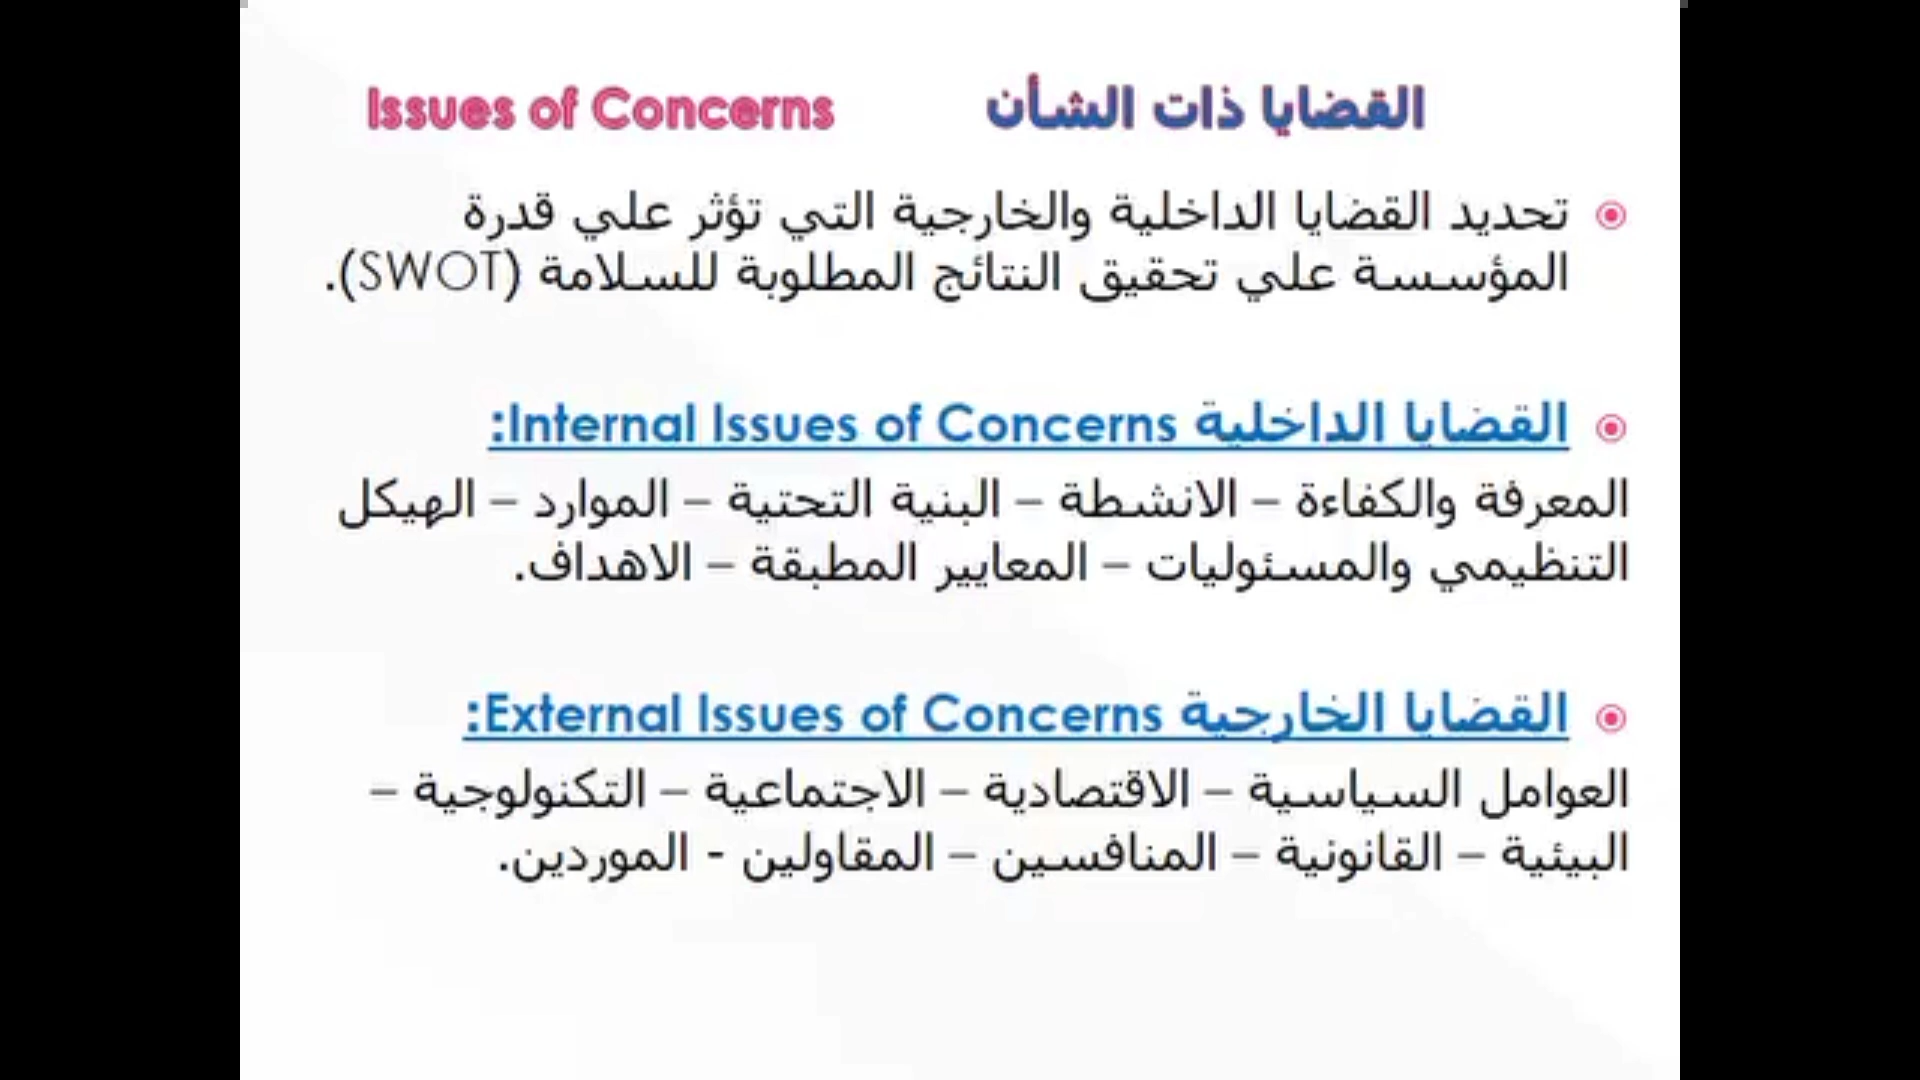 القضايا ذات الشأن Issues of Concerns
تحديد القضايا الداخلية والخارجية التي تؤثر علي قدرة
المؤسسة علي تحقيق النتائج المطلوبة للسلامة (SWOT).
القضايا الداخلية Internal Issues of Concerns:
المعرفة والكفاءة – الانشطة – البنية التحتية – الموارد – الهيكل
التنظيمي والمسئوليات – المعايير المطبقة – الاهداف.
القضايا الخارجية External Issues of Concerns:
العوامل السياسية – الاقتصادية – الاجتماعية – التكنولوجية –
البيئية – القانونية – المنافسين – المقاولين - الموردين.